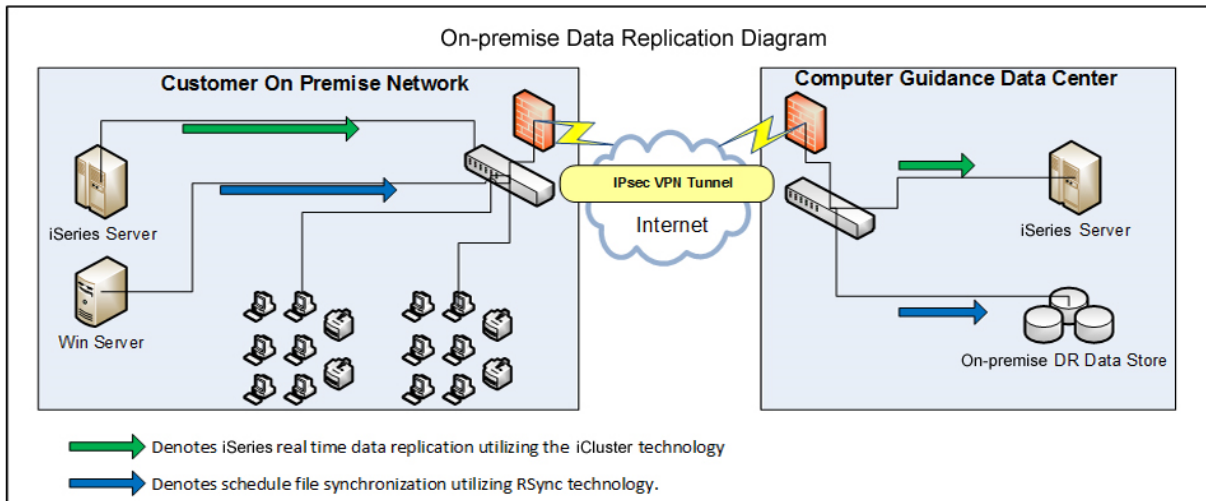 On-premise Data Replication Diagram
Customer On Premise Network
Computer Guidance Data Center
iSeries Server
Win Server
IPsec VPN Tunnel
Internet
iSeries Server
On-premise DR Data Store
Denotes iSeries real time data replication utilizing the iCluster technology
Denotes schedule file synchronization utilizing RSync technology.